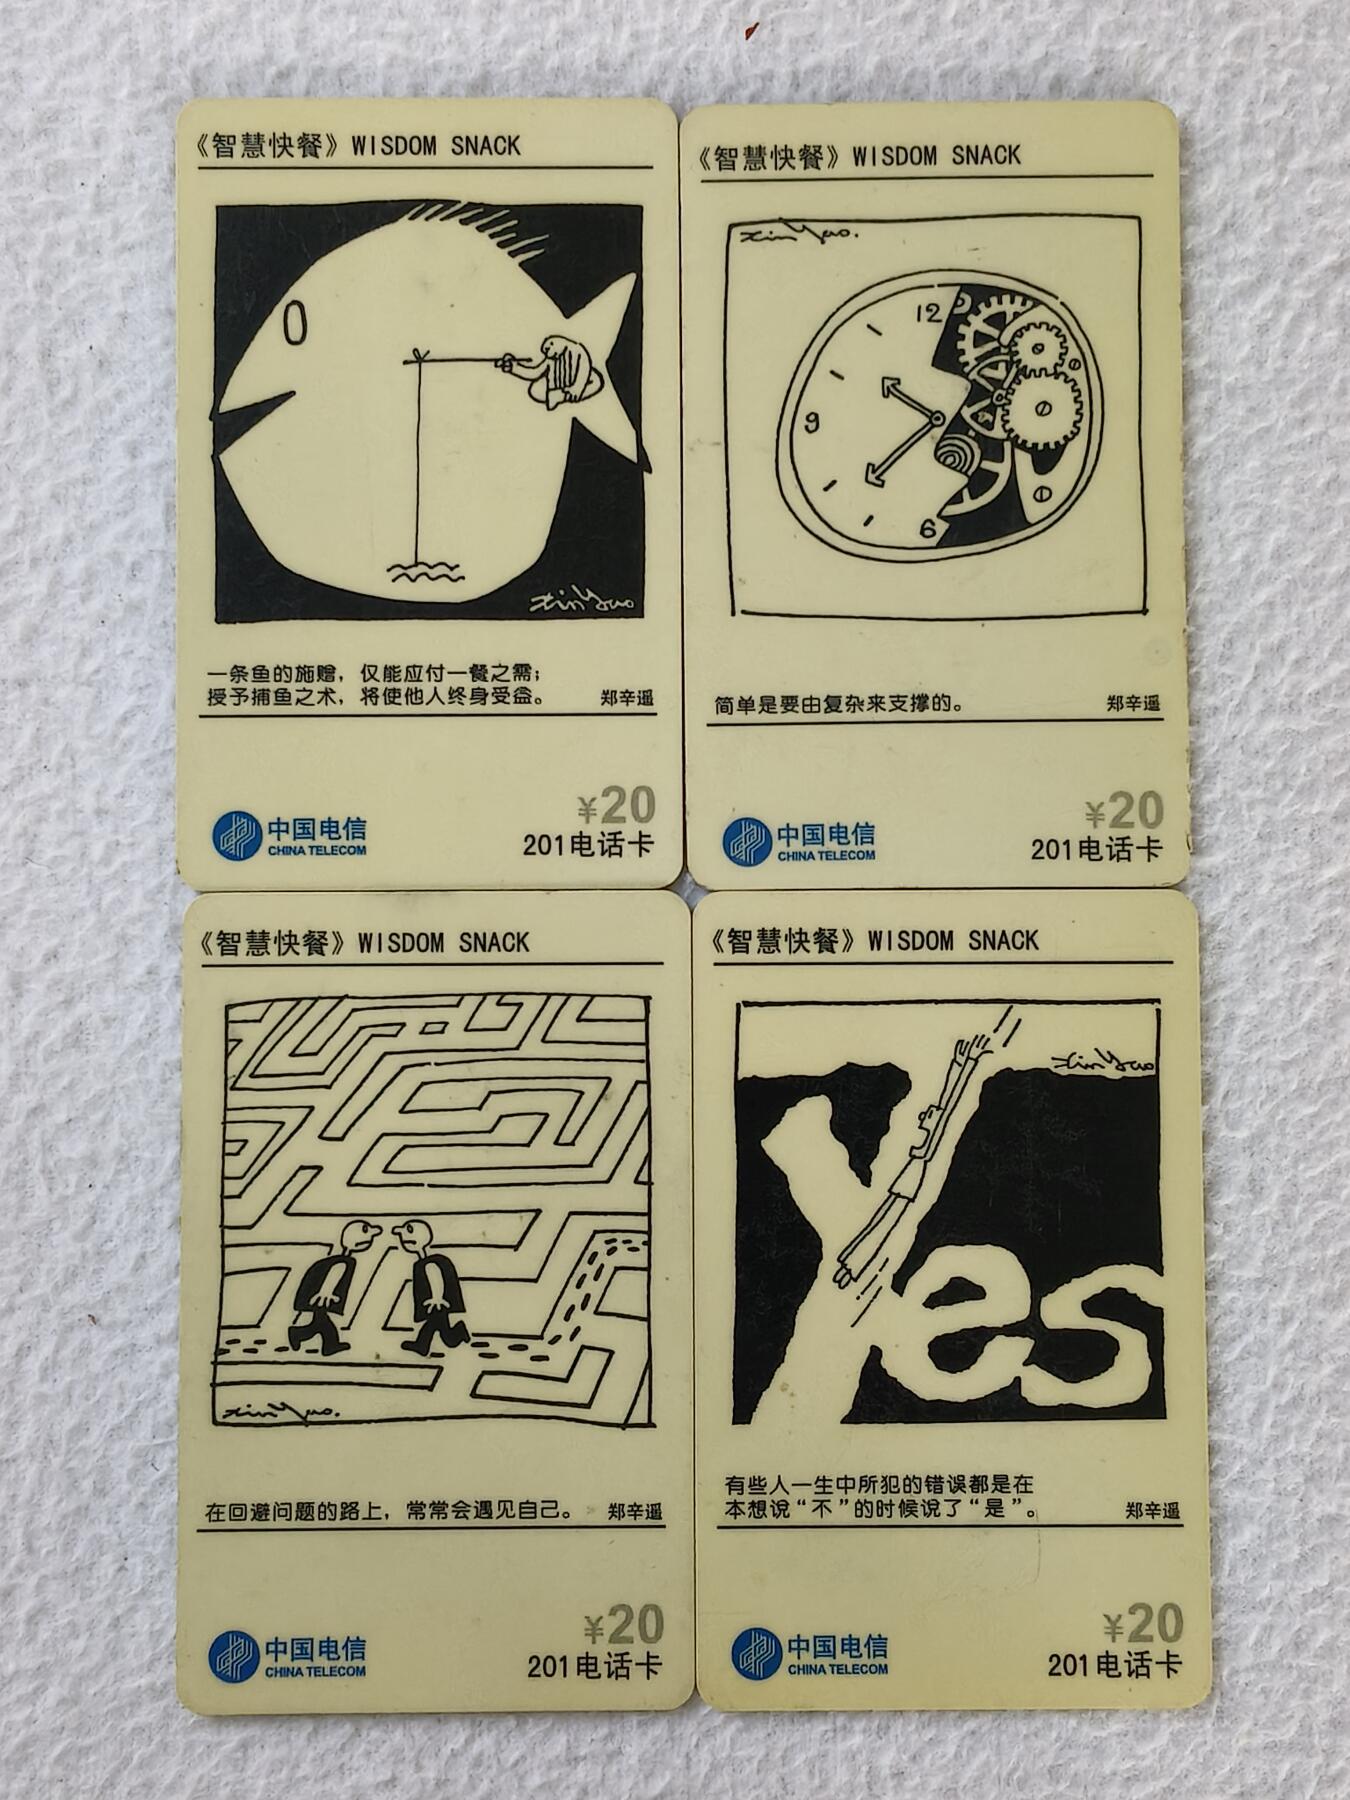 《智慧快餐》WISDOM SNACK
xinYao
一条鱼的施赠，仅能应付一餐之需；
授予捕鱼之术，将使他人终身受益。 郑辛遥
¥20
中国电信
CHINA TELECOM
201电话卡
《智慧快餐》WISDOM SNACK
xinYao.
12
9
6
简单是要由复杂来支撑的。 郑辛遥
¥20
中国电信
CHINA TELECOM
201电话卡
《智慧快餐》WISDOM SNACK
xinYao.
在回避问题的路上，常常会遇见自己。 郑辛遥
¥20
中国电信
CHINA TELECOM
201电话卡
《智慧快餐》WISDOM SNACK
xinYao
Yes
有些人一生中所犯的错误都是在
本想说“不”的时候说了“是”。 郑辛遥
¥20
中国电信
CHINA TELECOM
201电话卡